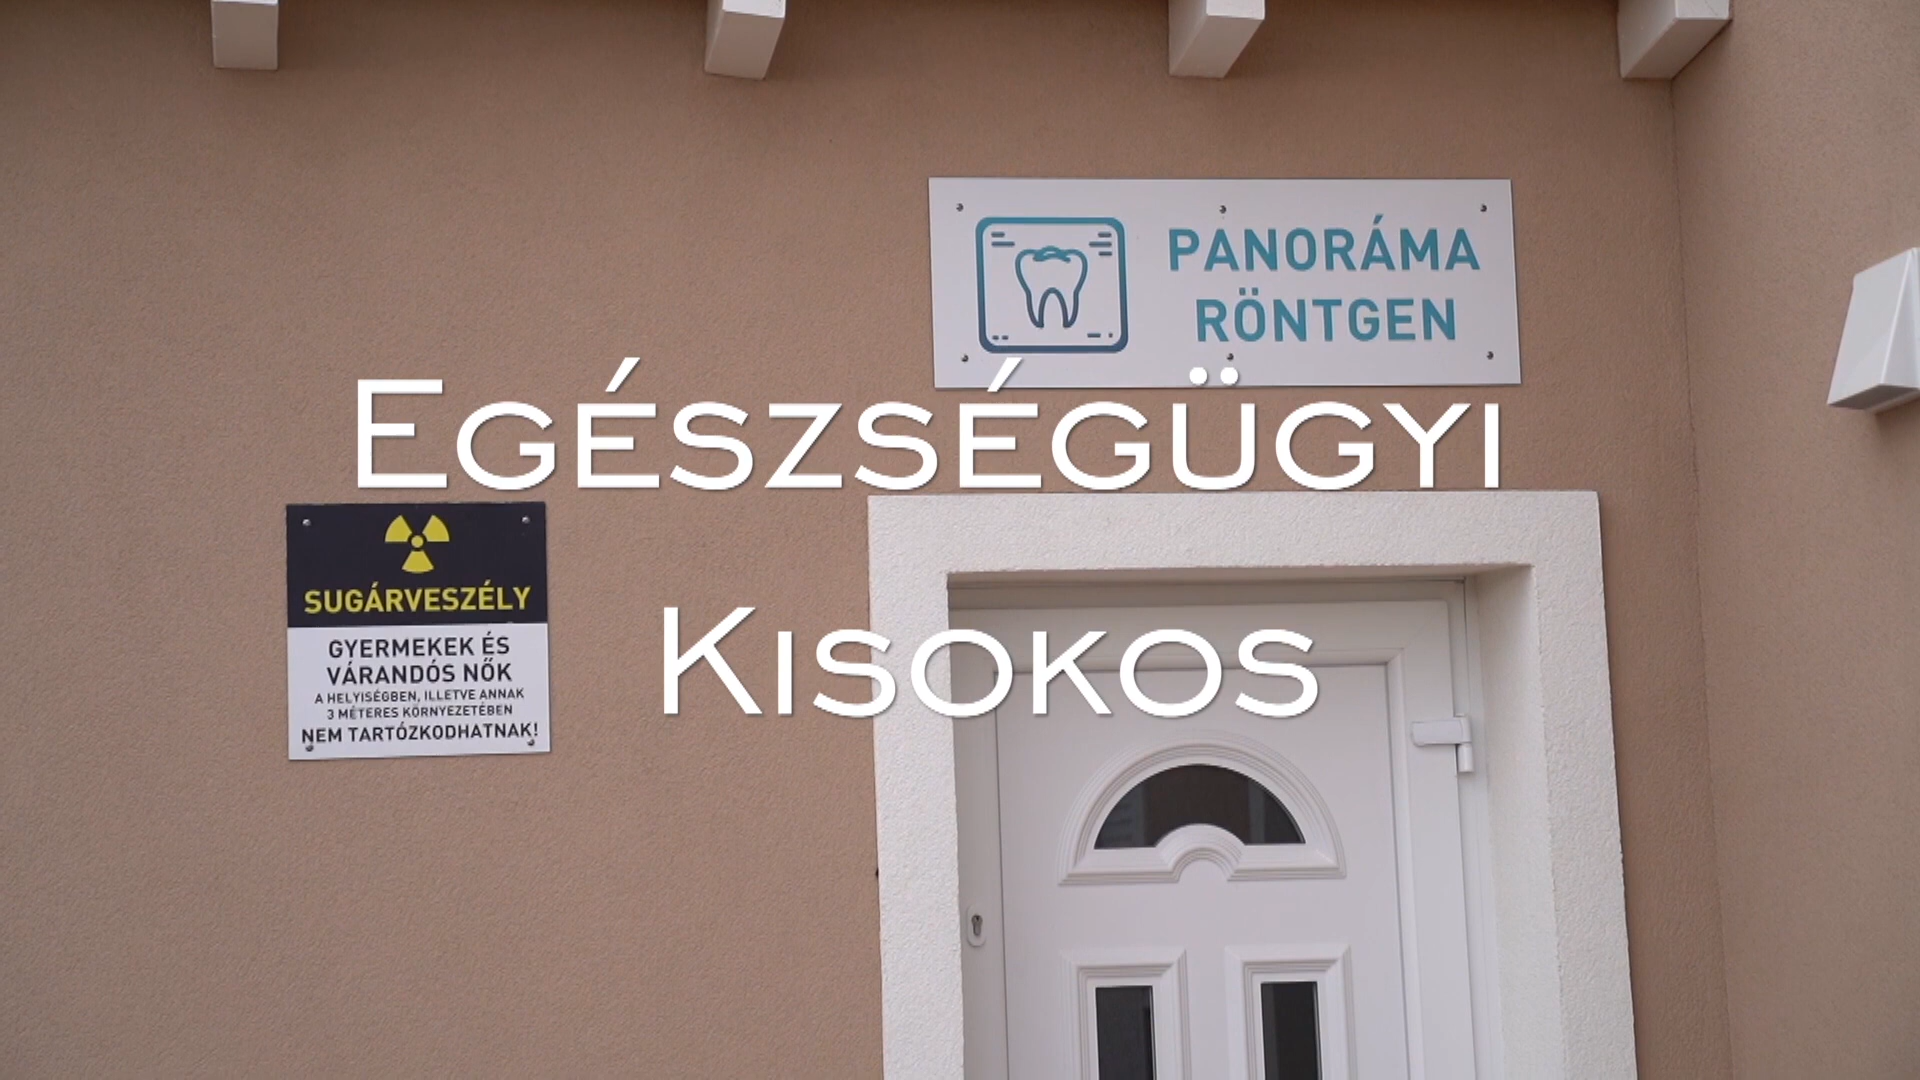 PANORÁMA
RÖNTGEN
Egészségügyi
Kisokos
SUGÁRVESZÉLY
GYERMEKEK ÉS
VÁRANDÓS NŐK
A HELYISÉGBEN, ILLETVE ANNAK
3 MÉTERES KÖRNYEZETÉBEN
NEM TARTÓZKODHATNAK!